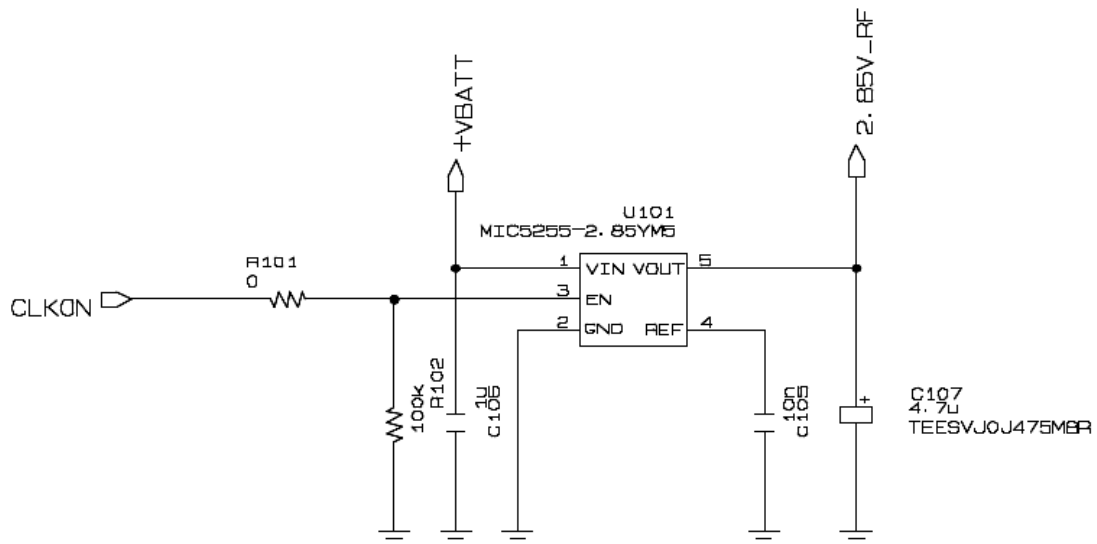 2.85V_RF
+VBATT
U101
MIC5255-2.85YM5
R101
0
1
VIN
VOUT
5
CLKON
3
EN
2
GND
REF
4
100k
R102
1u
C106
10n
C105
C107
4.7u
+
TEESVJ0J475M8R